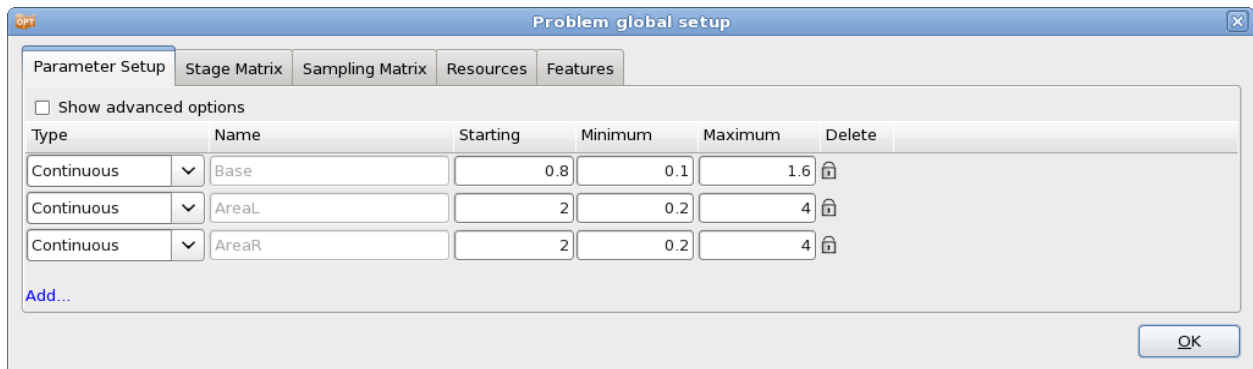 OPT Problem global setup
Parameter Setup Stage Matrix Sampling Matrix Resources Features
Show advanced options
Type Name Starting Minimum Maximum Delete
Continuous Base 0.8 0.1 1.6
Continuous AreaL 2 0.2 4
Continuous AreaR 2 0.2 4
Add...
OK